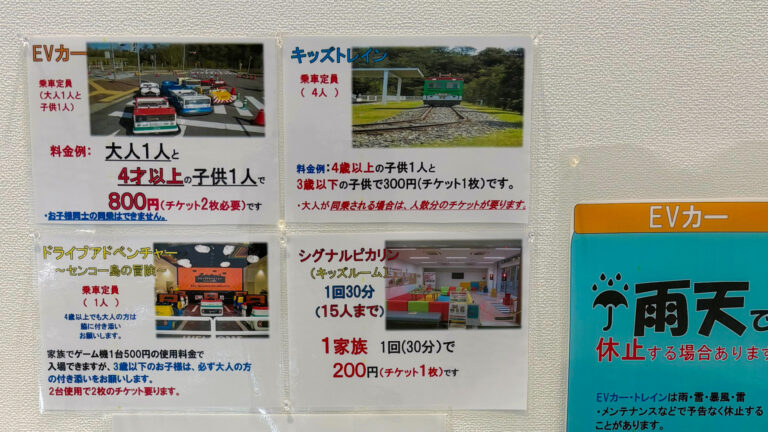 EVカー
乗車定員
(大人1人と
子供1人)
料金例: 大人1人と
4才以上の子供1人で
800円(チケット2枚必要)です
・お子様同士の同乗はできません。
キッズトレイン
乗車定員
( 4人 )
料金例:4歳以上の子供1人と
3歳以下の子供で300円(チケット1枚)です。
・大人が同乗される場合は、人数分のチケットが要ります。
ドライブアドベンチャー
～センコー島の冒険～
乗車定員
( 1人 )
4歳以上でも大人の方は
脇に付き添い
お願いします。
家族でゲーム機1台500円の使用料金で
入場できますが、3歳以下のお子様は、必ず大人の方
の付き添いをお願いします。
2台使用で2枚のチケット要ります。
シグナルピカリン
(キッズルーム)
1回30分
(15人まで)
1家族 1回(30分)で
200円(チケット1枚)です
EVカー
雨天で
休止する場合あります
EVカー・トレインは雨・雪・暴風・雷
・メンテナンスなどで予告なく休止する
ことがあります。